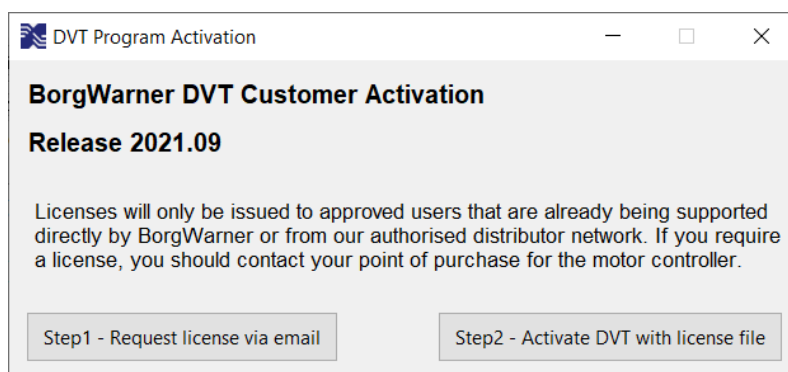 DVT Program Activation
BorgWarner DVT Customer Activation
Release 2021.09
Licenses will only be issued to approved users that are already being supported
directly by BorgWarner or from our authorised distributor network. If you require
a license, you should contact your point of purchase for the motor controller.
Step1 - Request license via email
Step2 - Activate DVT with license file